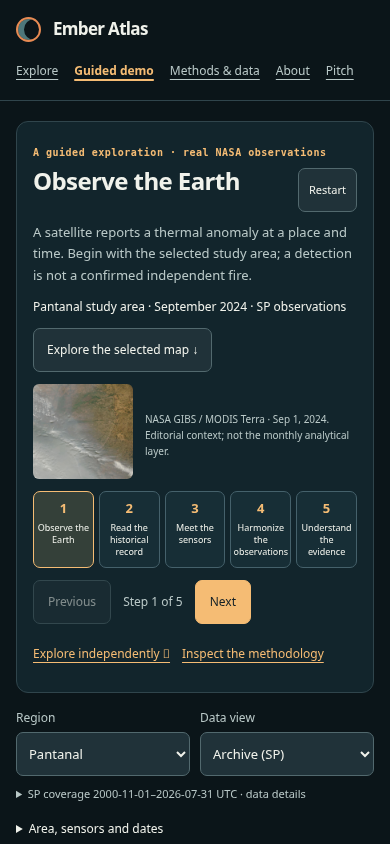 Ember Atlas
Explore Guided demo Methods & data About Pitch
A guided exploration · real NASA observations
Observe the Earth
Restart
A satellite reports a thermal anomaly at a place and
time. Begin with the selected study area; a detection
is not a confirmed independent fire.
Pantanal study area · September 2024 · SP observations
Explore the selected map ↓
NASA GIBS / MODIS Terra · Sep 1, 2024.
Editorial context; not the monthly analytical
layer.
1
Observe the
Earth
2
Read the
historical
record
3
Meet the
sensors
4
Harmonize
the
observations
5
Understand
the
evidence
Previous
Step 1 of 5
Next
Explore independently
Inspect the methodology
Region
Data view
Pantanal
Archive (SP)
▶ SP coverage 2000-11-01–2026-07-31 UTC · data details
▶ Area, sensors and dates